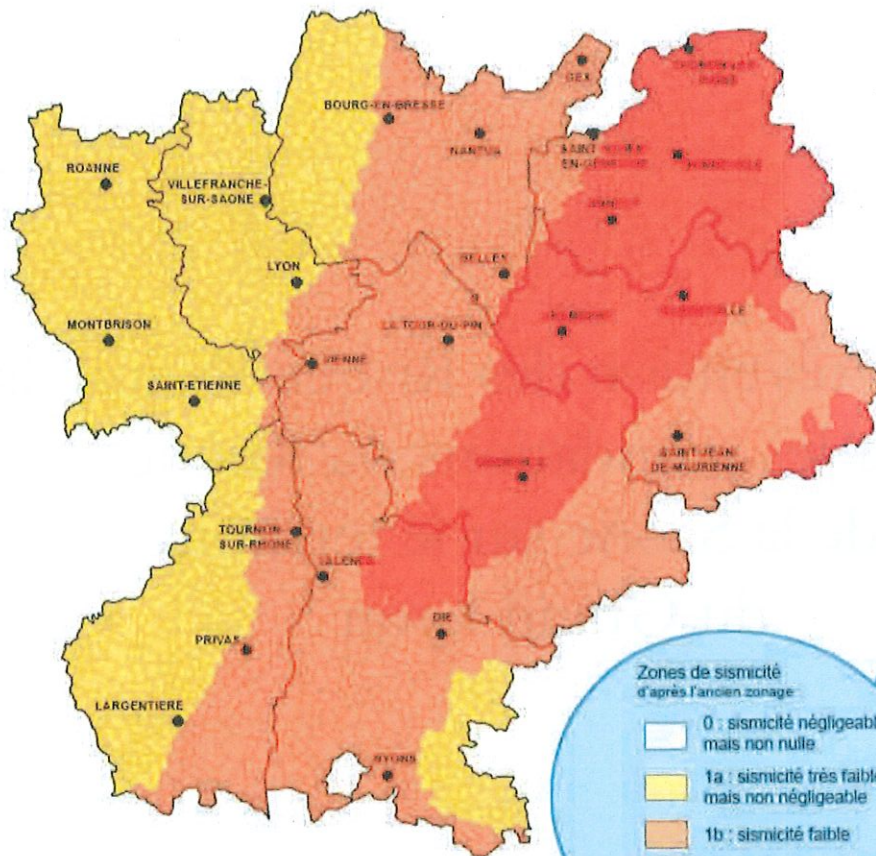 GEX
BOURG-EN-BRESSE
NANTUA
ROANNE
VILLEFRANCHE-
SUR-SAONE
LYON
BELLEY
MONTBRISON
LA-TOUR-DU-PIN
VIENNE
SAINT-ETIENNE
SAINT-JEAN
DE-MAURIENNE
TOURNON
SUR-RHONE
VALENCE
DIE
PRIVAS
LARGENTIERE
NYONS
Zones de sismicité
d'après l'ancien zonage
0 : sismicité négligeable
mais non nulle
1a : sismicité très faible
mais non négligeable
1b : sismicité faible